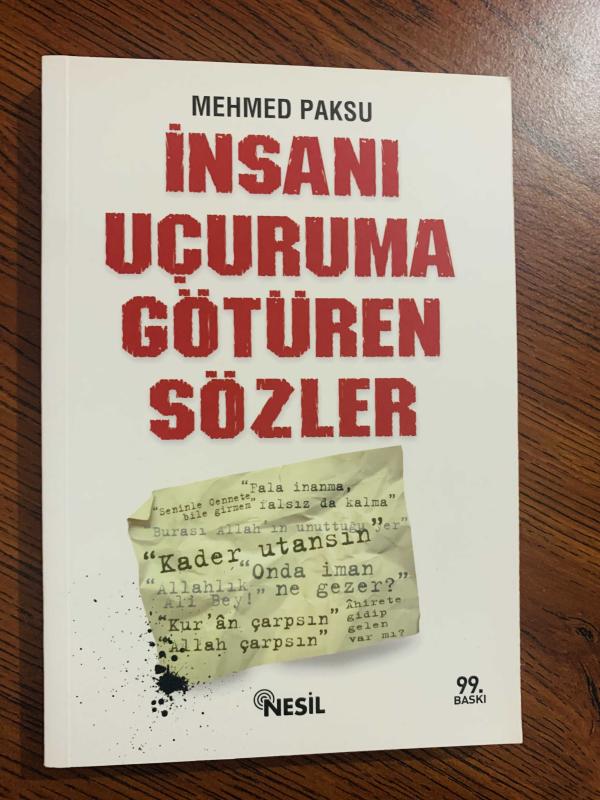 MEHMED PAKSU
İNSANI
UÇURUMA
GÖTÜREN
SÖZLER
"Fala inanma,
falsız da kalma"
"Seninle Cennete
bile girmem"
Burası Allah'ın unuttuğu yer"
"Kader utansın"
"Onda iman
ne gezer?"
"Allahlık
Ali Bey!"
"Kur'ân çarpsın"
"Allah çarpsın"
Âhirete
gidip
gelen
var mı?
NESİL
99.
BASKI